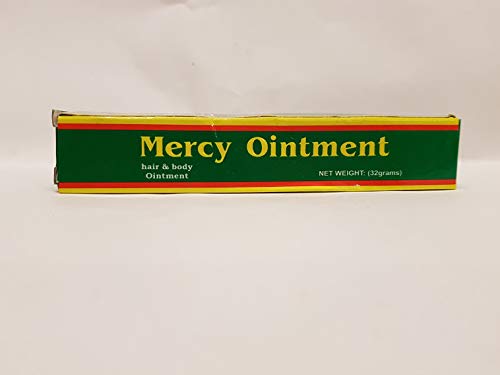 Mercy Ointment
hair & body
Ointment
NET WEIGHT: (32grams)